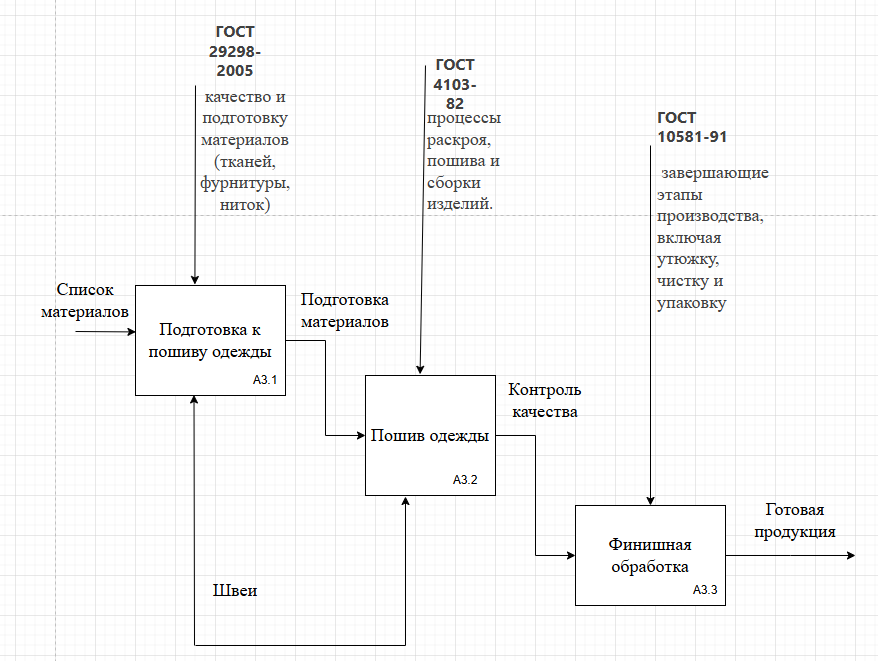 ГОСТ
29298-
2005
качество и
подготовку
материалов
(тканей,
фурнитуры,
ниток)
ГОСТ
4103-
82
процессы
раскроя,
пошива и
сборки
изделий.
ГОСТ
10581-91
завершающие
этапы
производства,
включая
утюжку,
чистку и
упаковку
Список
материалов
Подготовка к
пошиву одежды
А3.1
Подготовка
материалов
Пошив одежды
А3.2
Контроль
качества
Финишная
обработка
А3.3
Готовая
продукция
Швеи